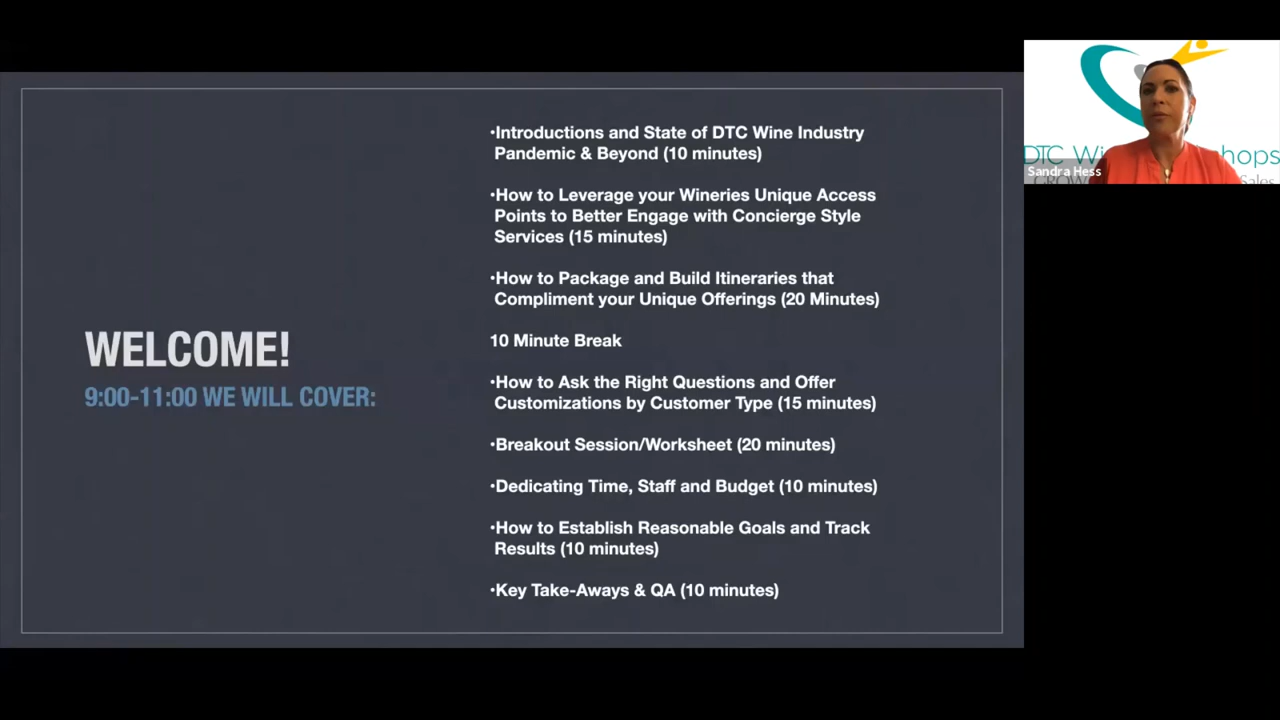 WELCOME!
9:00-11:00 WE WILL COVER:
•Introductions and State of DTC Wine Industry
Pandemic & Beyond (10 minutes)
•How to Leverage your Wineries Unique Access
Points to Better Engage with Concierge Style
Services (15 minutes)
•How to Package and Build Itineraries that
Compliment your Unique Offerings (20 Minutes)
10 Minute Break
•How to Ask the Right Questions and Offer
Customizations by Customer Type (15 minutes)
•Breakout Session/Worksheet (20 minutes)
•Dedicating Time, Staff and Budget (10 minutes)
•How to Establish Reasonable Goals and Track
Results (10 minutes)
•Key Take-Aways & QA (10 minutes)
DTC
Sandra Hess
Sales